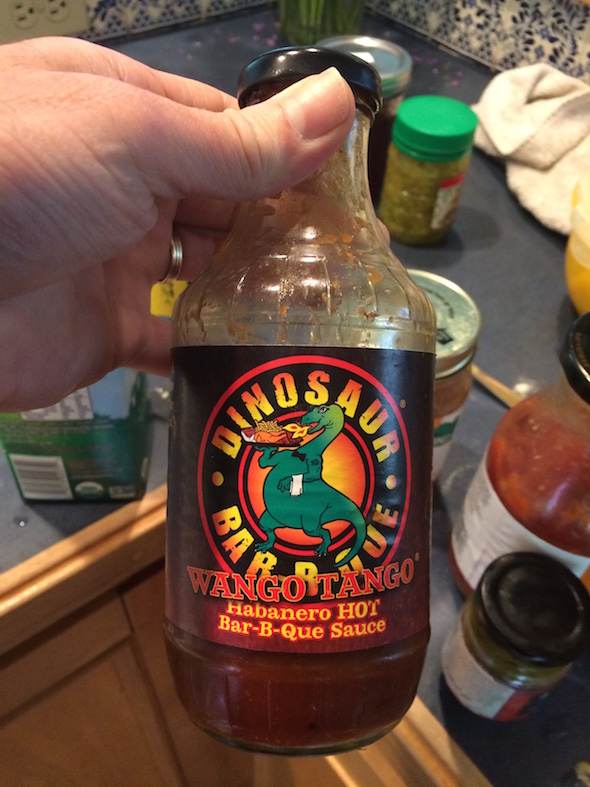 DINOSAUR
BAR-B-QUE
WANGO TANGO®
Habanero HOT
Bar-B-Que Sauce